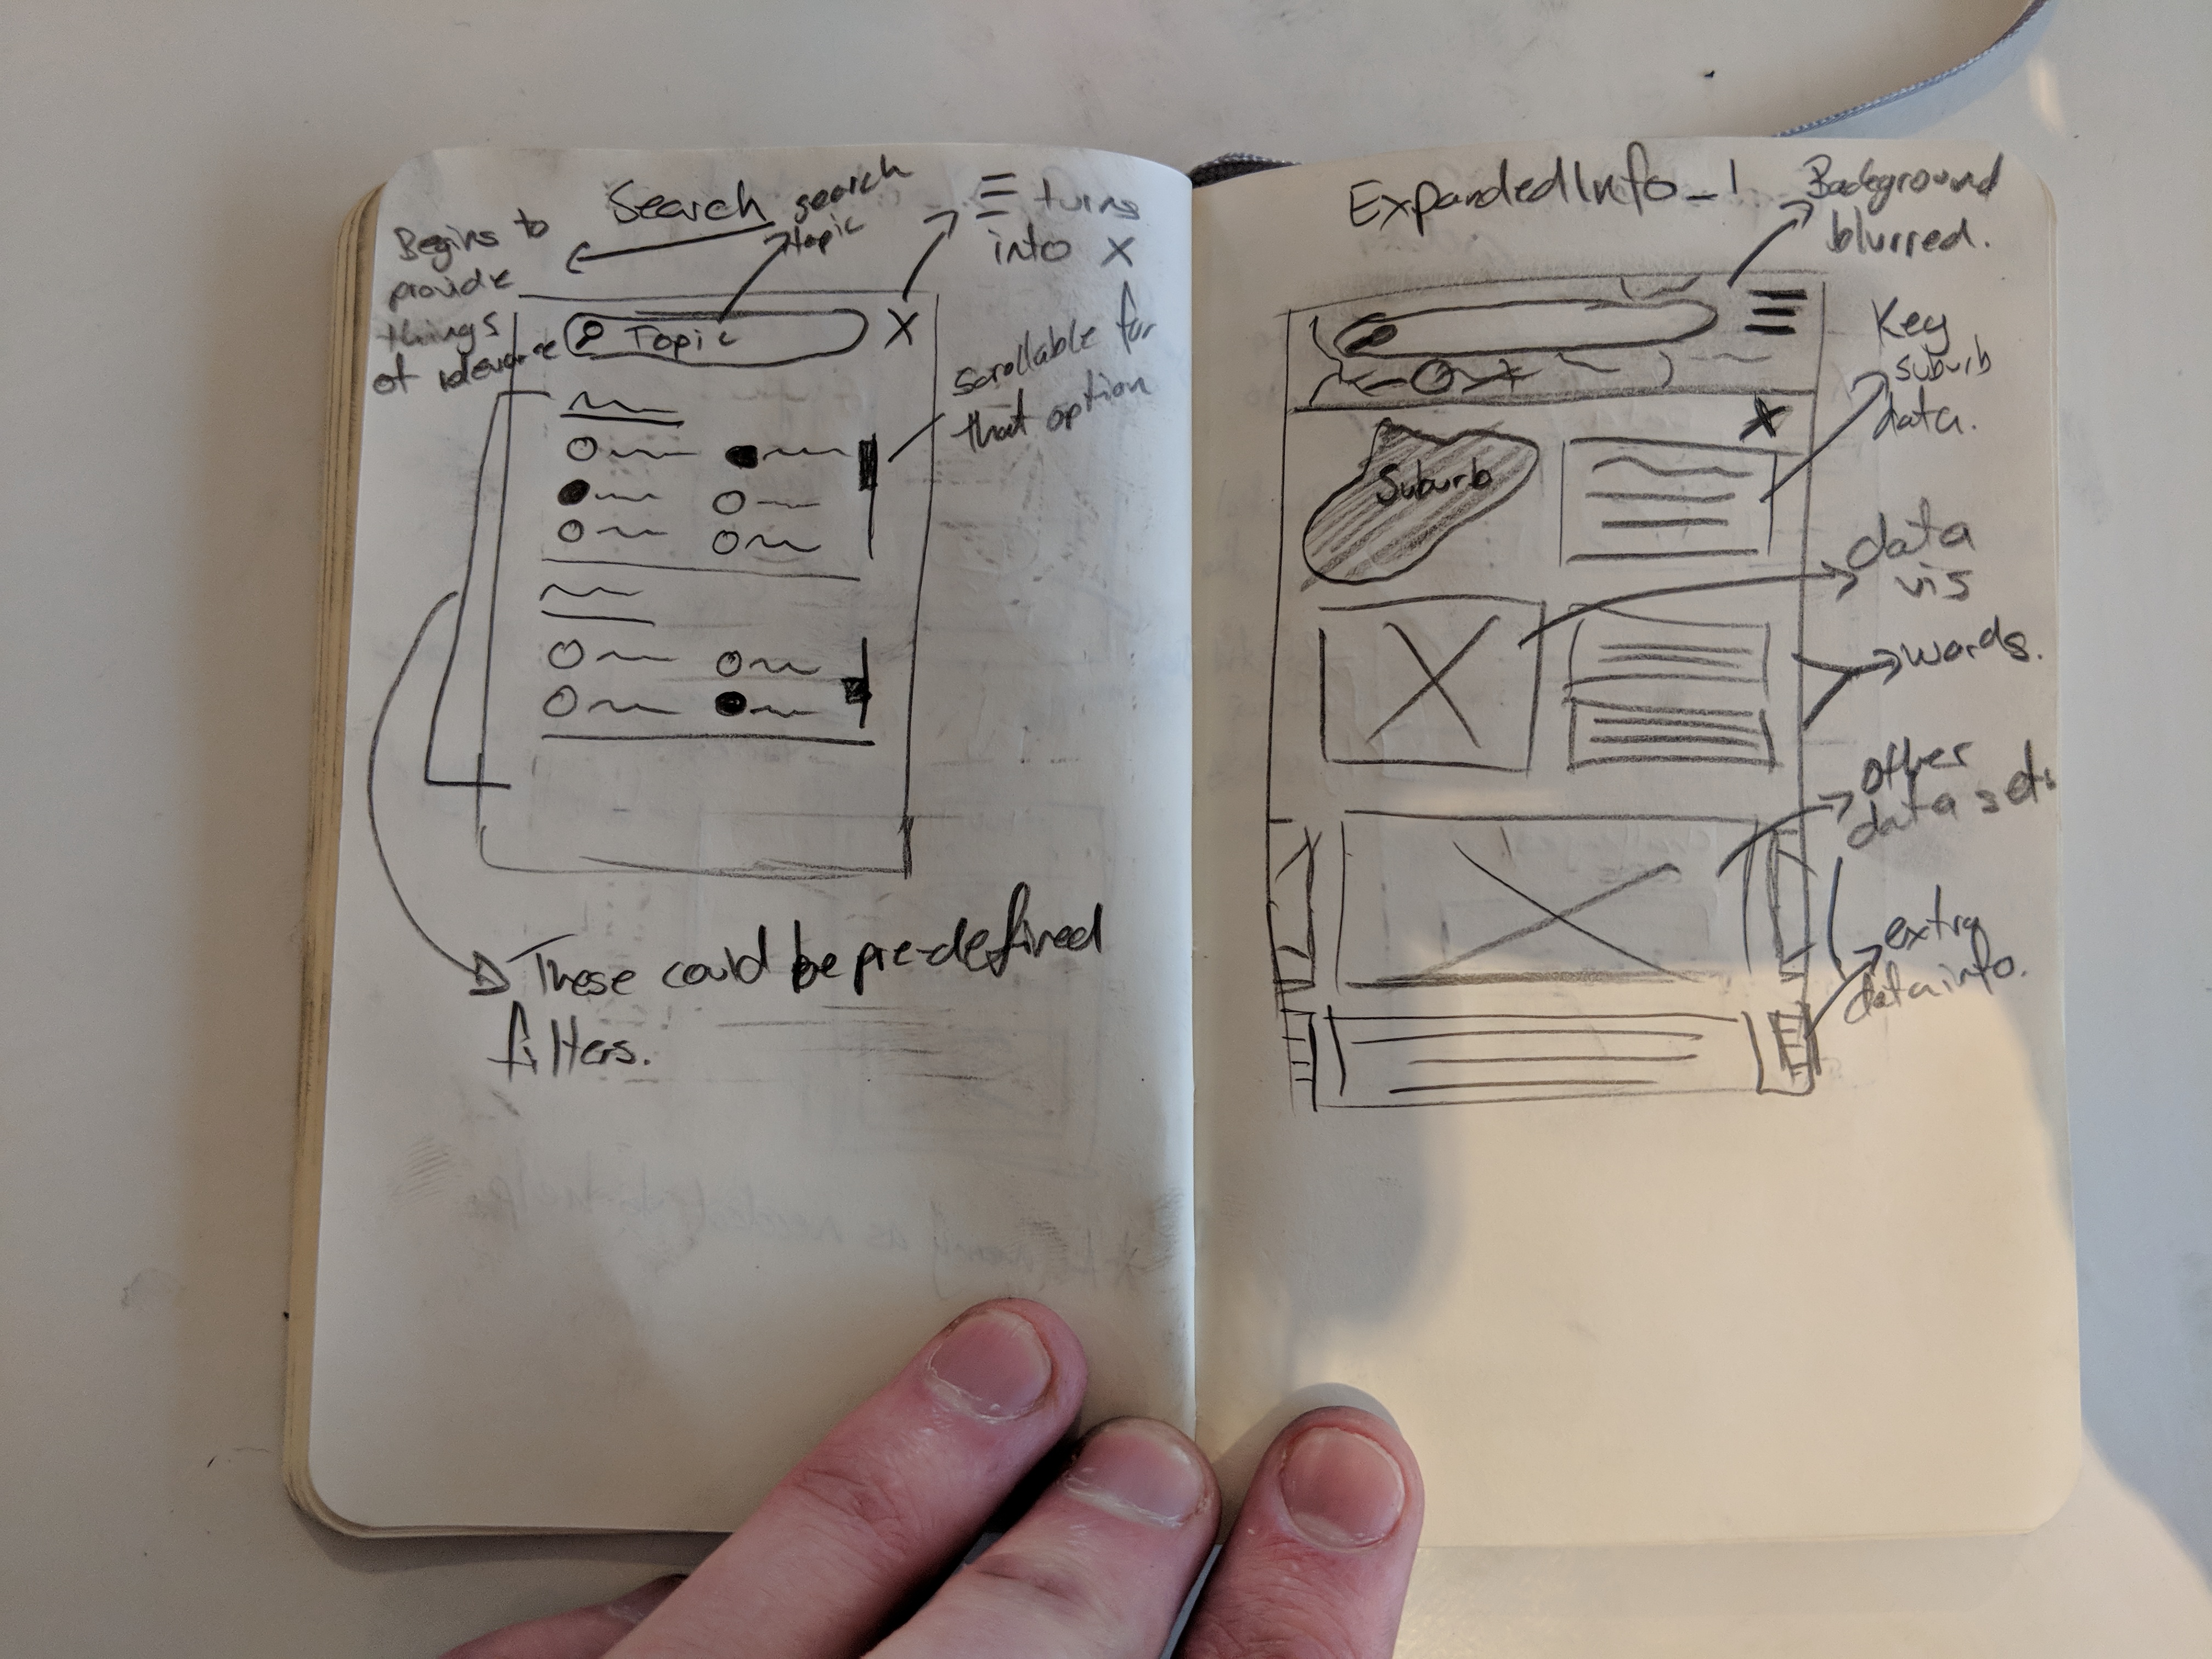 Search
search
topic
Begins to
provide
things
of relevance
☰ turns
into X
Topic
X
scrollable for
that option
These could be pre-defined
filters.
ExpandedInfo_1
Background
blurred.
Key
suburb
data.
X
Suburb
data
vis
words.
other
data sets
extra
data info.